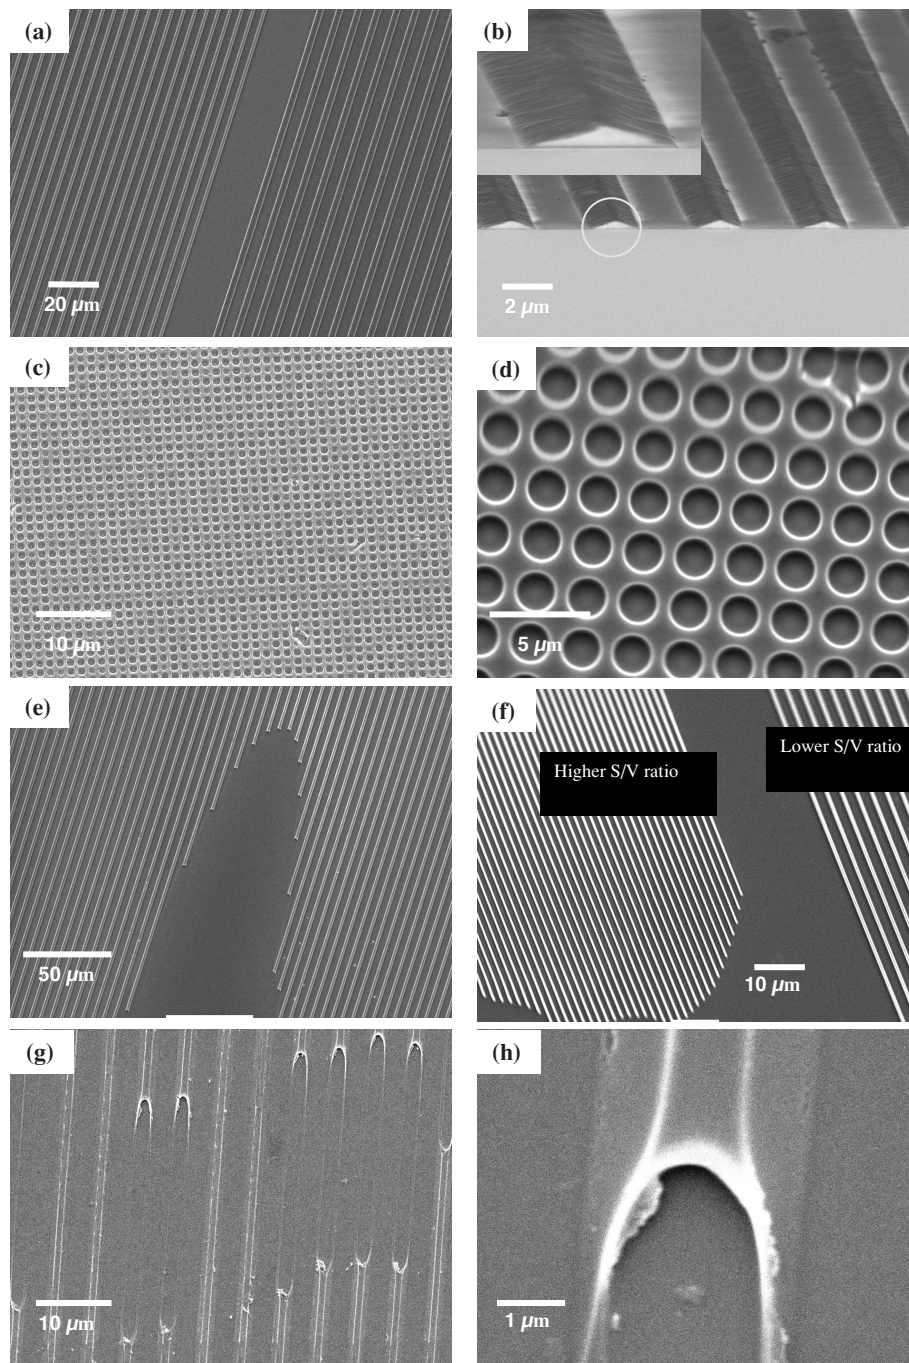 (a)
20 μm
(b)
2 μm
(c)
10 μm
(d)
5 μm
(e)
50 μm
(f)
Higher S/V ratio
Lower S/V ratio
10 μm
(g)
10 μm
(h)
1 μm